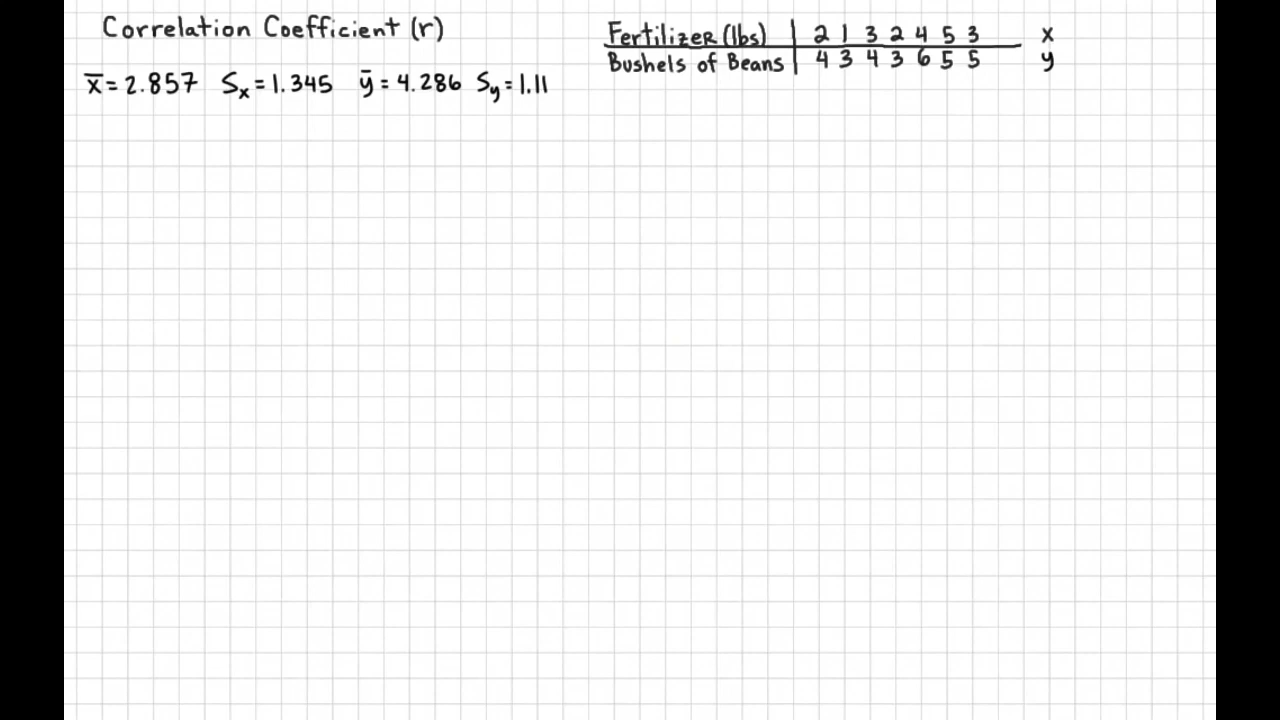 Correlation Coefficient (r)
x̄ = 2.857 Sx = 1.345 ȳ = 4.286 Sy = 1.11
Fertilizer (lbs) | 2 1 3 2 4 5 3 x
Bushels of Beans | 4 3 4 3 6 5 5 y